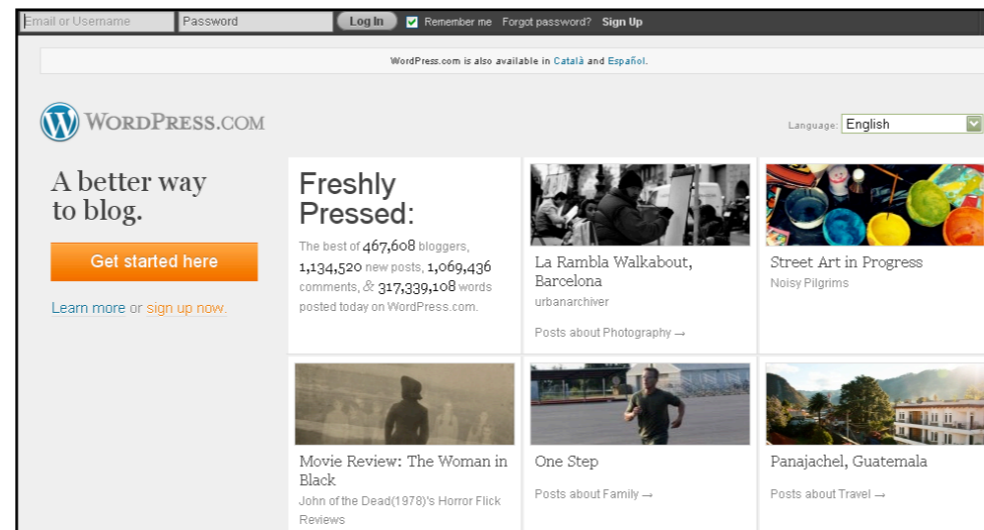 Email or Username Password Log In Remember me Forgot password? Sign Up
WordPress.com is also available in Català and Español.
WORDPRESS.COM
Language: English
A better way
to blog.
Get started here
Learn more or sign up now.
Freshly
Pressed:
The best of 467,608 bloggers,
1,134,520 new posts, 1,069,436
comments, & 317,339,108 words
posted today on WordPress.com.
La Rambla Walkabout,
Barcelona
urbanarchiver
Posts about Photography →
Street Art in Progress
Noisy Pilgrims
Movie Review: The Woman in
Black
John of the Dead(1978)'s Horror Flick
Reviews
One Step
Posts about Family →
Panajachel, Guatemala
Posts about Travel →